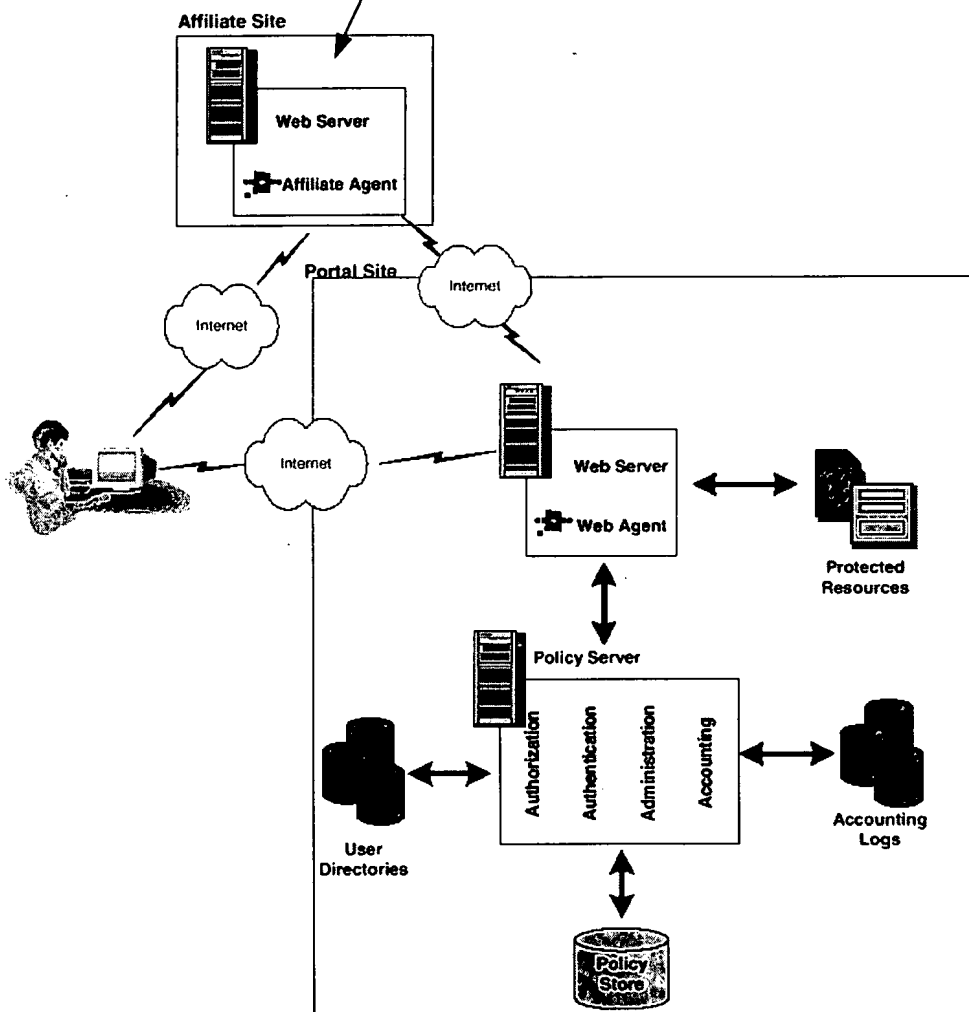 Affiliate Site
Web Server
Affiliate Agent
Portal Site
Internet
Internet
Internet
Web Server
Web Agent
Protected
Resources
Policy Server
Authorization
Authentication
Administration
Accounting
User
Directories
Accounting
Logs
Policy
Store